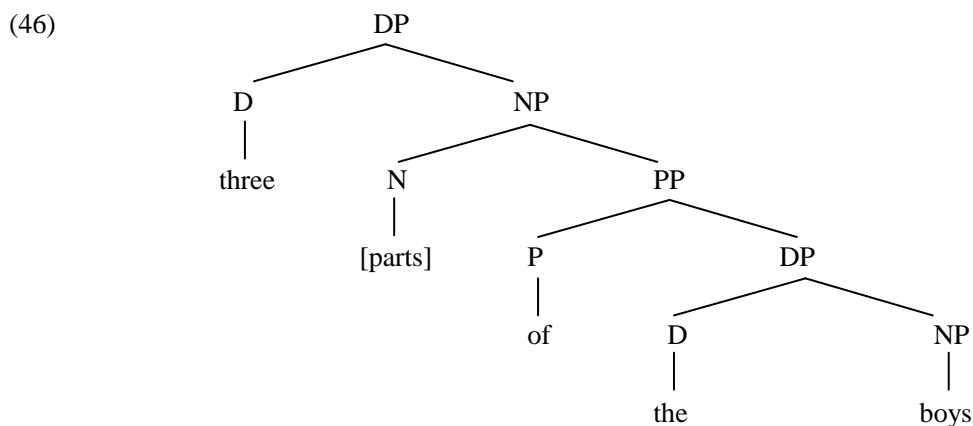 (46) DP
D NP
three N PP
[parts] P DP
of D NP
the boys